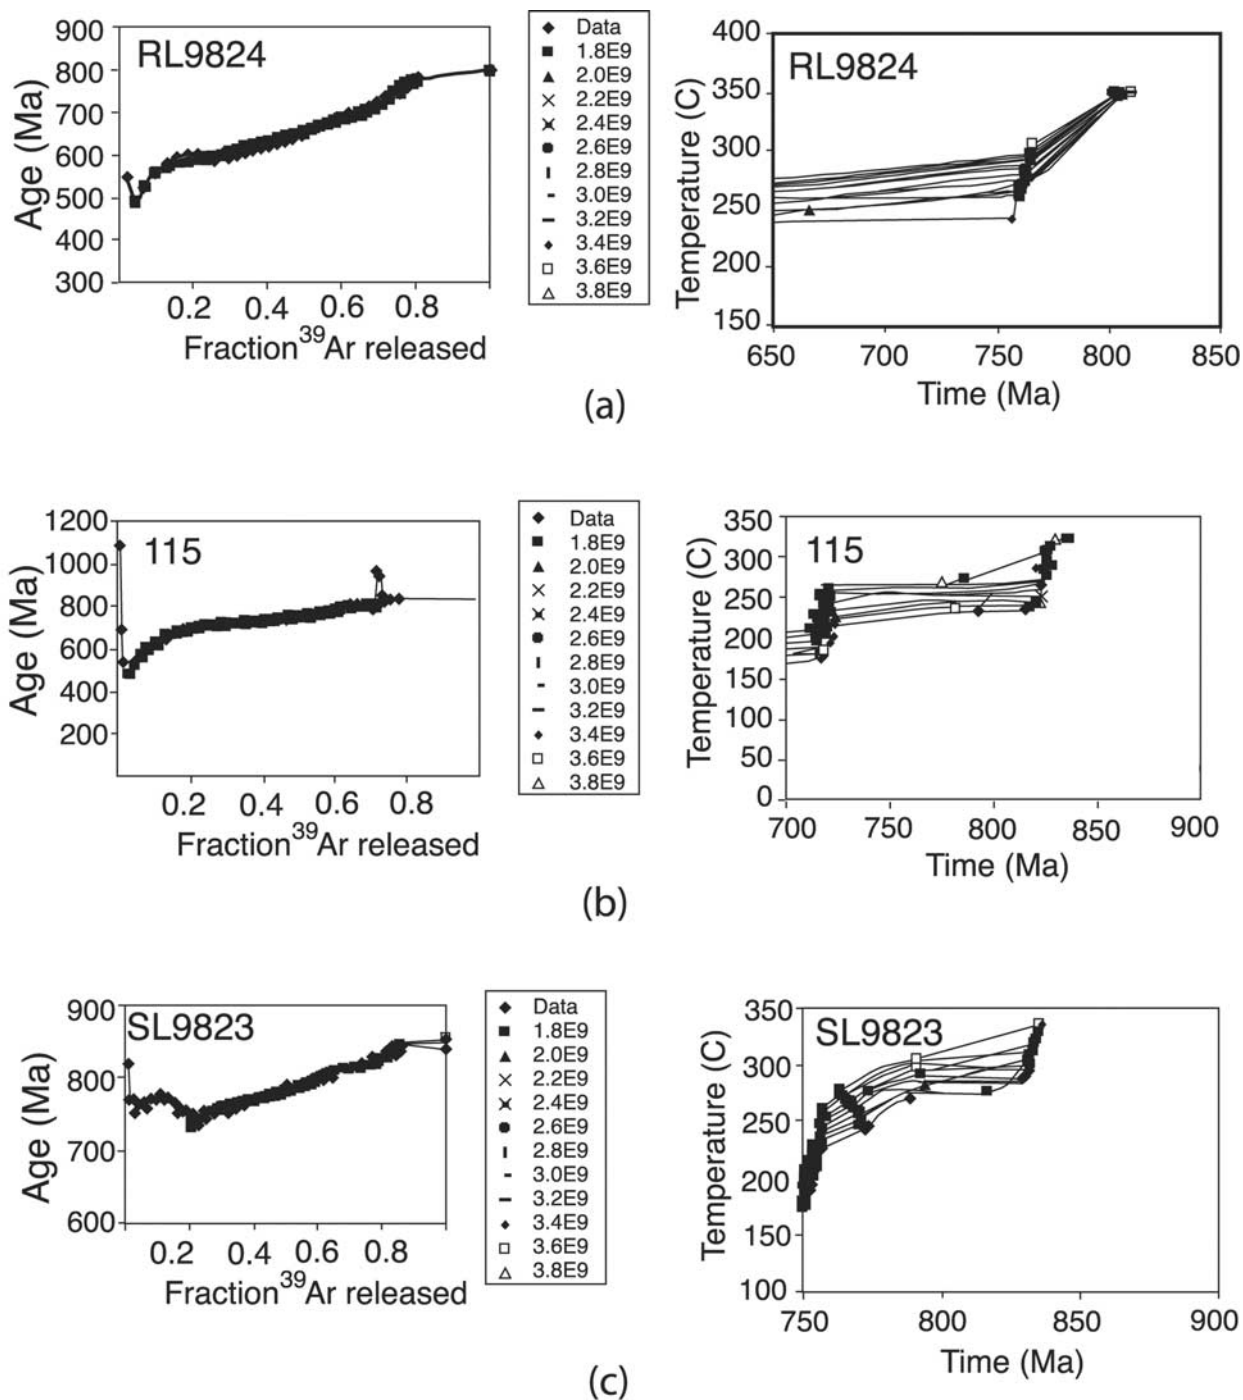 RL9824
Age (Ma)
900
800
700
600
500
400
300
0.2 0.4 0.6 0.8
Fraction³⁹Ar released
Data
1.8E9
2.0E9
2.2E9
2.4E9
2.6E9
2.8E9
3.0E9
3.2E9
3.4E9
3.6E9
3.8E9
RL9824
Temperature (C)
400
350
300
250
200
150
650 700 750 800 850
Time (Ma)
(a)
115
Age (Ma)
1200
1000
800
600
400
200
0.2 0.4 0.6 0.8
Fraction³⁹Ar released
Data
1.8E9
2.0E9
2.2E9
2.4E9
2.6E9
2.8E9
3.0E9
3.2E9
3.4E9
3.6E9
3.8E9
115
Temperature (C)
350
300
250
200
150
100
50
0
700 750 800 850 900
Time (Ma)
(b)
SL9823
Age (Ma)
900
800
700
600
0.2 0.4 0.6 0.8
Fraction³⁹Ar released
Data
1.8E9
2.0E9
2.2E9
2.4E9
2.6E9
2.8E9
3.0E9
3.2E9
3.4E9
3.6E9
3.8E9
SL9823
Temperature (C)
350
300
250
200
150
100
750 800 850 900
Time (Ma)
(c)